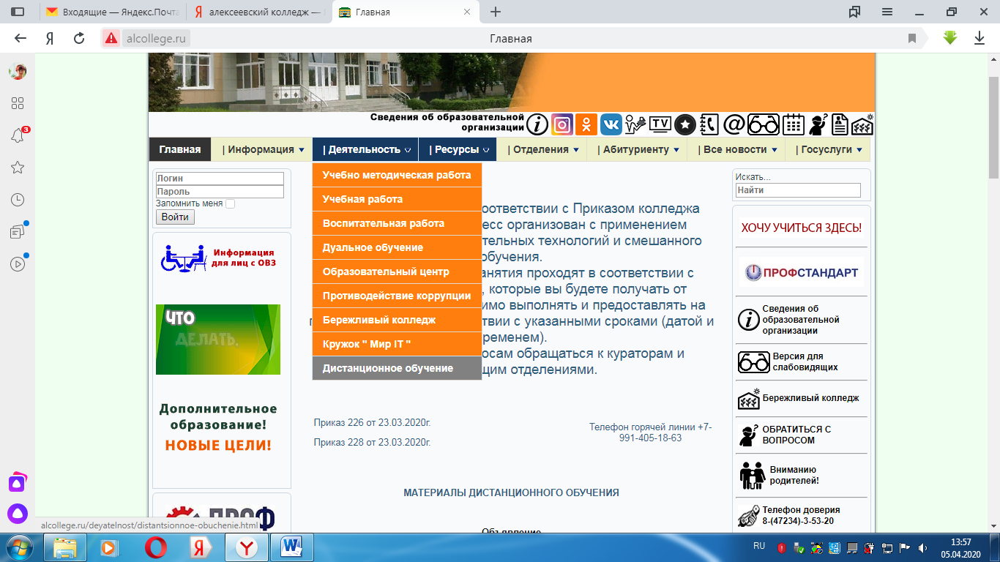 Входящие — Яндекс.Почта
алексеевский колледж —
Главная
alcollege.ru
Главная
3
Сведения об образовательной
организации
TV
Главная
| Информация
| Деятельность
| Ресурсы
| Отделения
| Абитуриенту
| Все новости
| Госуслуги
Логин
Пароль
Запомнить меня
Войти
Информация
для лиц с ОВЗ
ЧТО
ДЕЛАТЬ.
Дополнительное
образование!
НОВЫЕ ЦЕЛИ!
ПРОФ
Учебно методическая работа
Учебная работа
Воспитательная работа
Дуальное обучение
Образовательный центр
Противодействие коррупции
Бережливый колледж
Кружок " Мир IT "
Дистанционное обучение
оответствии с Приказом колледжа
есс организован с применением
тельных технологий и смешанного
обучения.
анятия проходят в соответствии с
, которые вы будете получать от
имо выполнять и предоставлять на
ствии с указанными сроками (датой и
временем).
осам обращаться к кураторам и
щим отделениями.
Приказ 226 от 23.03.2020г.
Приказ 228 от 23.03.2020г.
Телефон горячей линии +7-
991-405-18-63
МАТЕРИАЛЫ ДИСТАНЦИОННОГО ОБУЧЕНИЯ
Объявление
Искать...
Найти
ХОЧУ УЧИТЬСЯ ЗДЕСЬ!
ПРОФСТАНДАРТ
Сведения об
образовательной
организации
Версия для
слабовидящих
Бережливый колледж
ОБРАТИТЬСЯ С
ВОПРОСОМ
Вниманию
родителей!
Телефон доверия
8-(47234)-3-53-20
alcollege.ru/deyatelnost/distantsionnoe-obuchenie.html
RU
13:57
05.04.2020